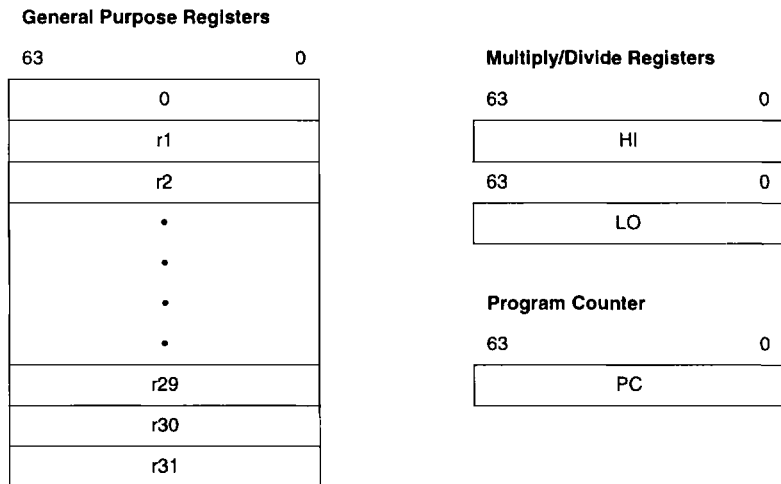 General Purpose Registers
63 0
0
r1
r2
•
•
•
•
r29
r30
r31
Multiply/Divide Registers
63 0
HI
63 0
LO
Program Counter
63 0
PC